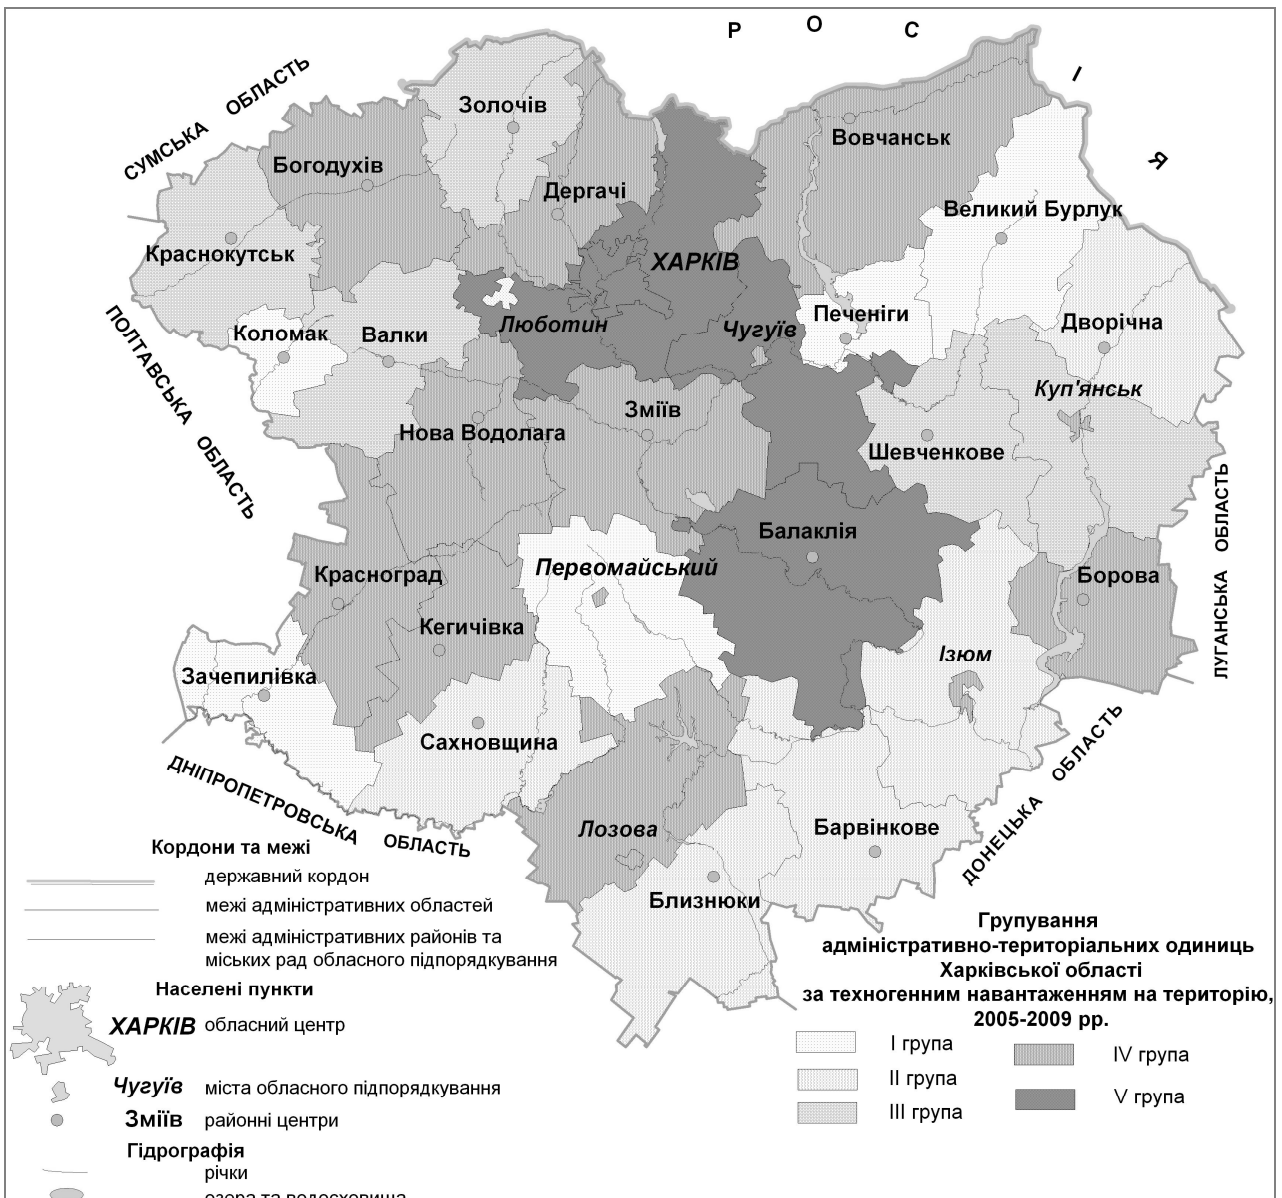 Р О С І Я
СУМСЬКА ОБЛАСТЬ
Золочів
Вовчанськ
Богодухів
Дергачі
Великий Бурлук
Краснокутськ
ХАРКІВ
Печеніги
Дворічна
ПОЛТАВСЬКА ОБЛАСТЬ
Коломак
Валки
Люботин
Чугуїв
Куп'янськ
Зміїв
Нова Водолага
Шевченкове
ЛУГАНСЬКА ОБЛАСТЬ
Балаклія
Первомайський
Красноград
Борова
Кегичівка
Ізюм
Зачепилівка
Сахновщина
ДНІПРОПЕТРОВСЬКА ОБЛАСТЬ
ДОНЕЦЬКА ОБЛАСТЬ
Лозова
Барвінкове
Близнюки
Кордони та межі
державний кордон
межі адміністративних областей
межі адміністративних районів та
міських рад обласного підпорядкування
Населені пункти
ХАРКІВ обласний центр
Чугуїв міста обласного підпорядкування
Зміїв районні центри
Гідрографія
річки
озера та водосховища
Групування
адміністративно-територіальних одиниць
Харківської області
за техногенним навантаженням на територію,
2005-2009 рр.
І група
ІІ група
ІІІ група
IV група
V група